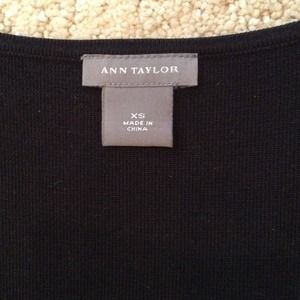 ANN TAYLOR
XS
MADE IN
CHINA